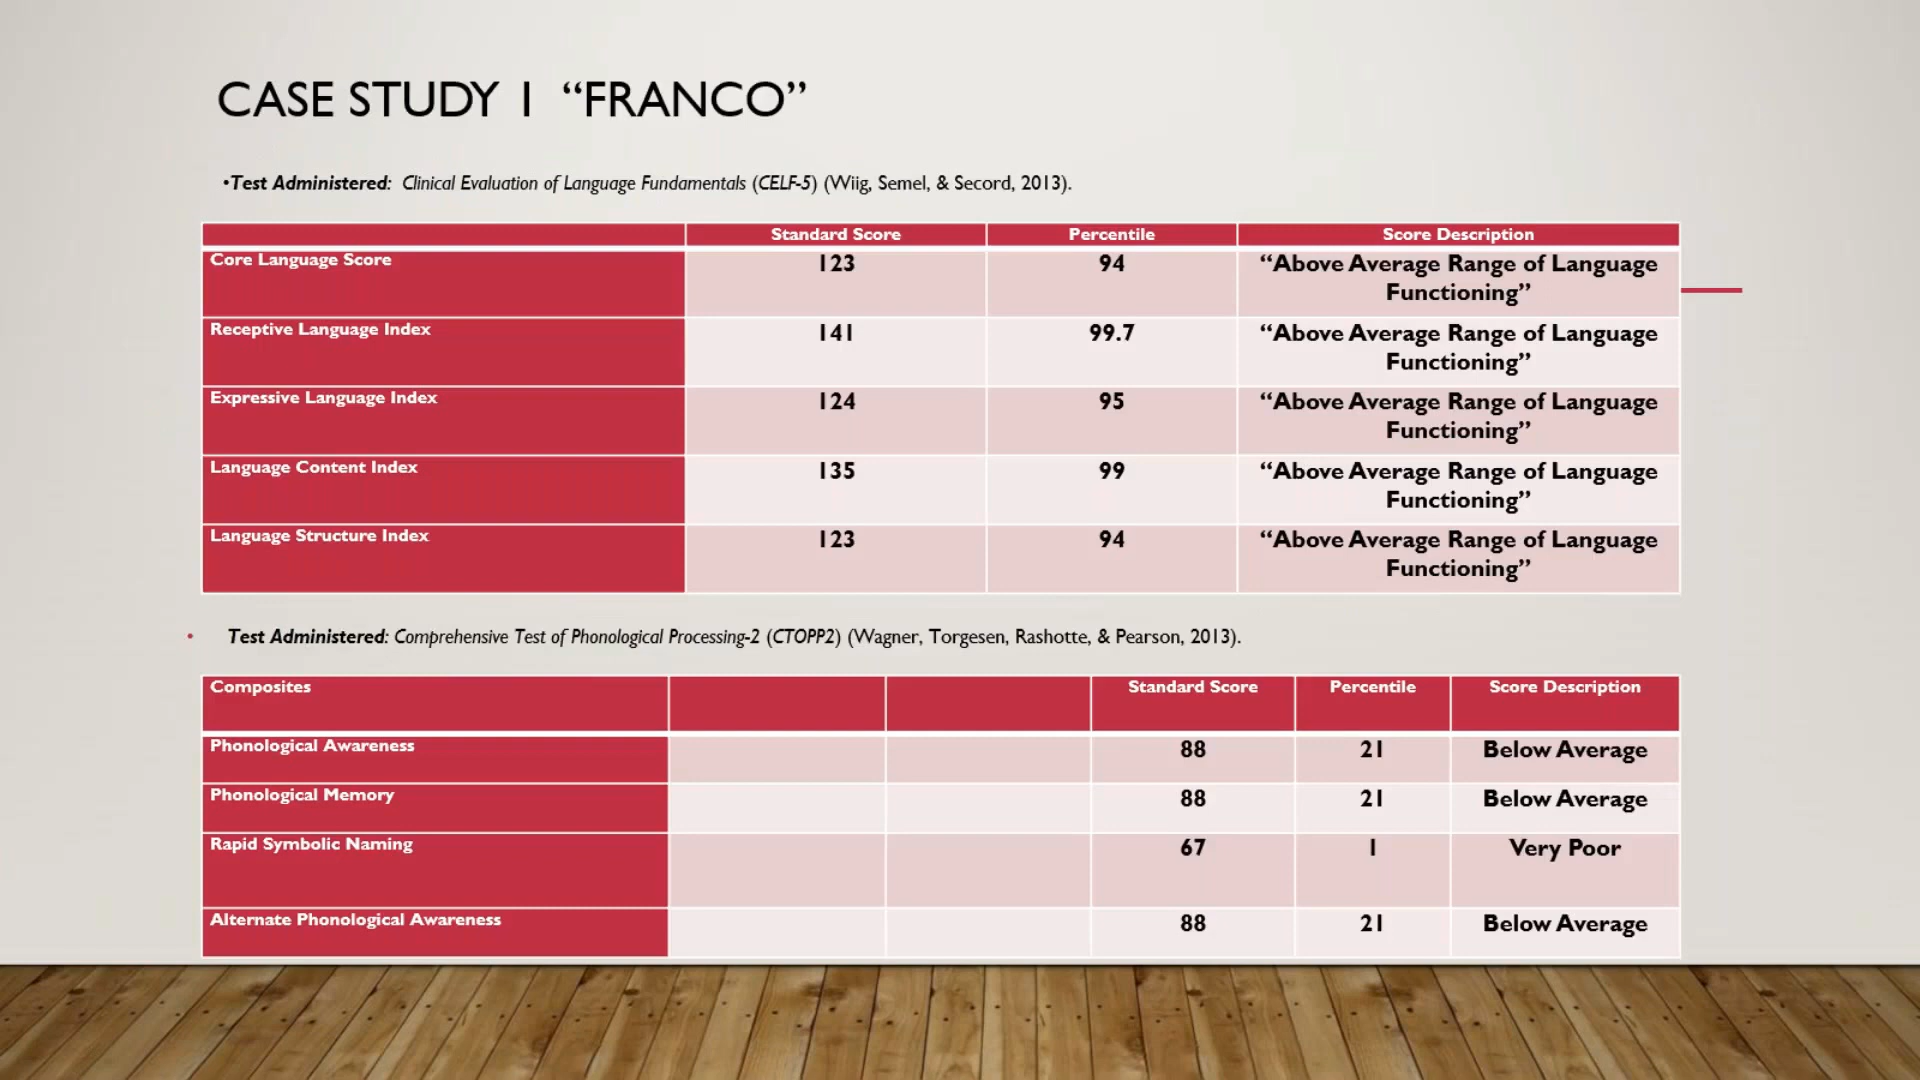 CASE STUDY 1 “FRANCO”
•Test Administered: Clinical Evaluation of Language Fundamentals (CELF-5) (Wiig, Semel, & Secord, 2013).
Standard Score Percentile Score Description
Core Language Score 123 94 “Above Average Range of Language
Functioning”
Receptive Language Index 141 99.7 “Above Average Range of Language
Functioning”
Expressive Language Index 124 95 “Above Average Range of Language
Functioning”
Language Content Index 135 99 “Above Average Range of Language
Functioning”
Language Structure Index 123 94 “Above Average Range of Language
Functioning”
• Test Administered: Comprehensive Test of Phonological Processing-2 (CTOPP2) (Wagner, Torgesen, Rashotte, & Pearson, 2013).
Composites Standard Score Percentile Score Description
Phonological Awareness 88 21 Below Average
Phonological Memory 88 21 Below Average
Rapid Symbolic Naming 67 1 Very Poor
Alternate Phonological Awareness 88 21 Below Average